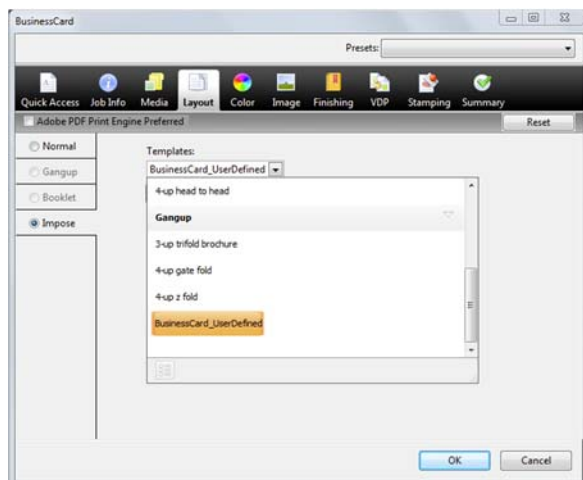 BusinessCard
Presets:
Quick Access Job Info Media Layout Color Image Finishing VDP Stamping Summary
Adobe PDF Print Engine Preferred Reset
Normal
Templates:
Gangup BusinessCard_UserDefined
Booklet 4-up head to head
Impose Gangup
3-up trifold brochure
4-up gate fold
4-up z fold
BusinessCard_UserDefined
OK Cancel